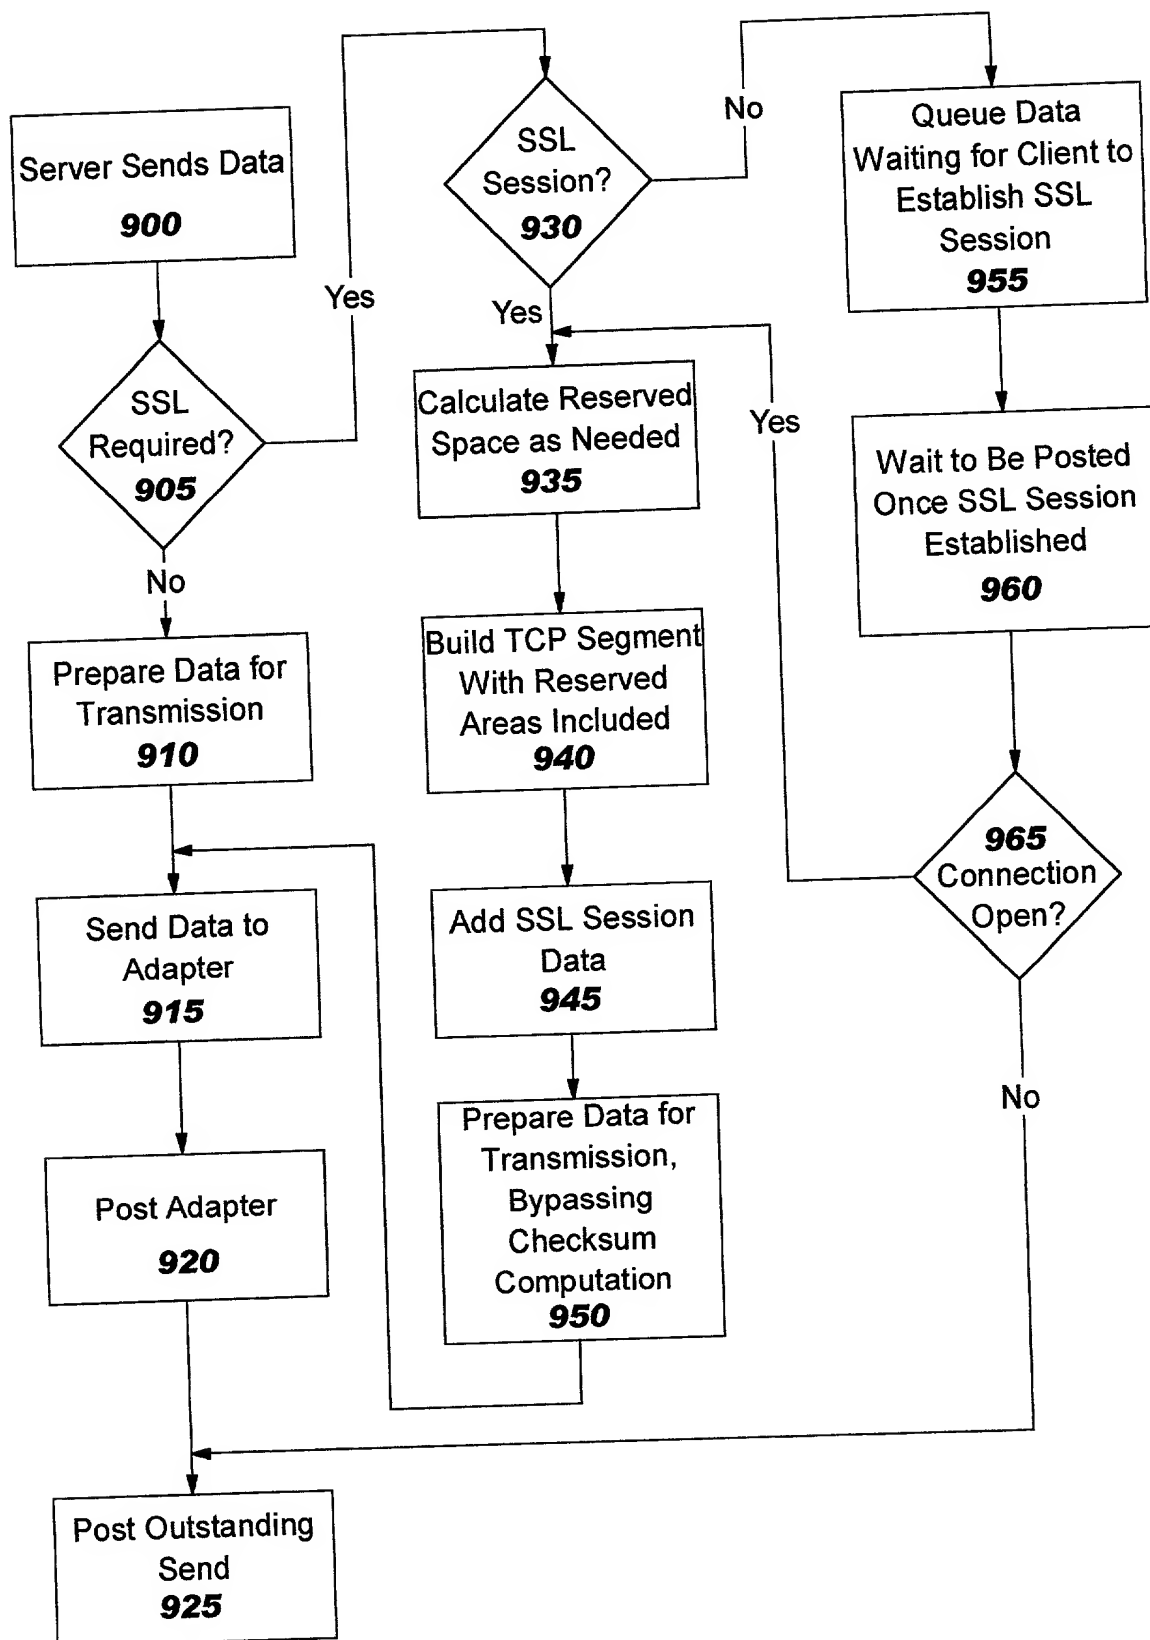 Server Sends Data
900
SSL
Required?
905
Yes
No
Prepare Data for
Transmission
910
Send Data to
Adapter
915
Post Adapter
920
Post Outstanding
Send
925
SSL
Session?
930
No
Yes
Calculate Reserved
Space as Needed
935
Build TCP Segment
With Reserved
Areas Included
940
Add SSL Session
Data
945
Prepare Data for
Transmission,
Bypassing
Checksum
Computation
950
Queue Data
Waiting for Client to
Establish SSL
Session
955
Wait to Be Posted
Once SSL Session
Established
960
965
Connection
Open?
Yes
No